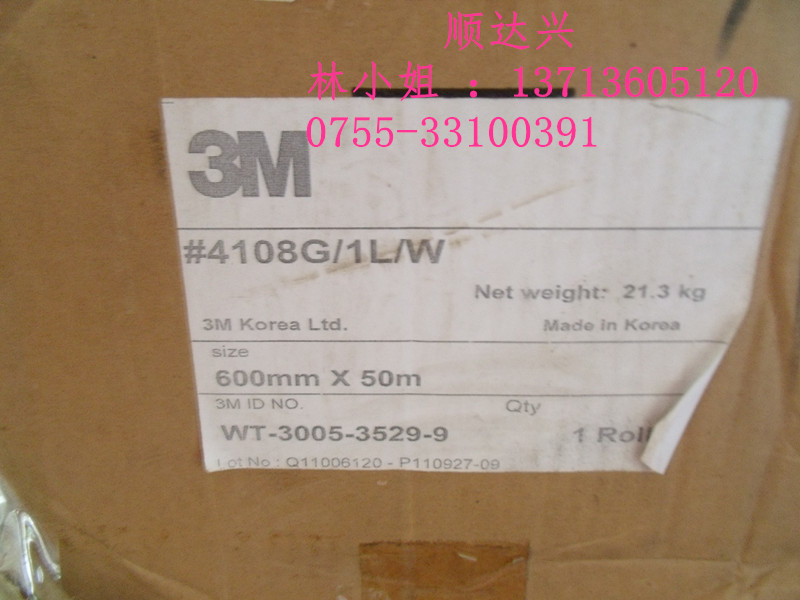 顺达兴
林小姐 : 13713605120
0755-33100391
3M
#4108G/1L/W
Net weight: 21.3 kg
3M Korea Ltd. Made in Korea
size
600mm X 50m
3M ID NO. Qty
WT-3005-3529-9 1 Roll
Lot No : Q11006120 - P110927-09